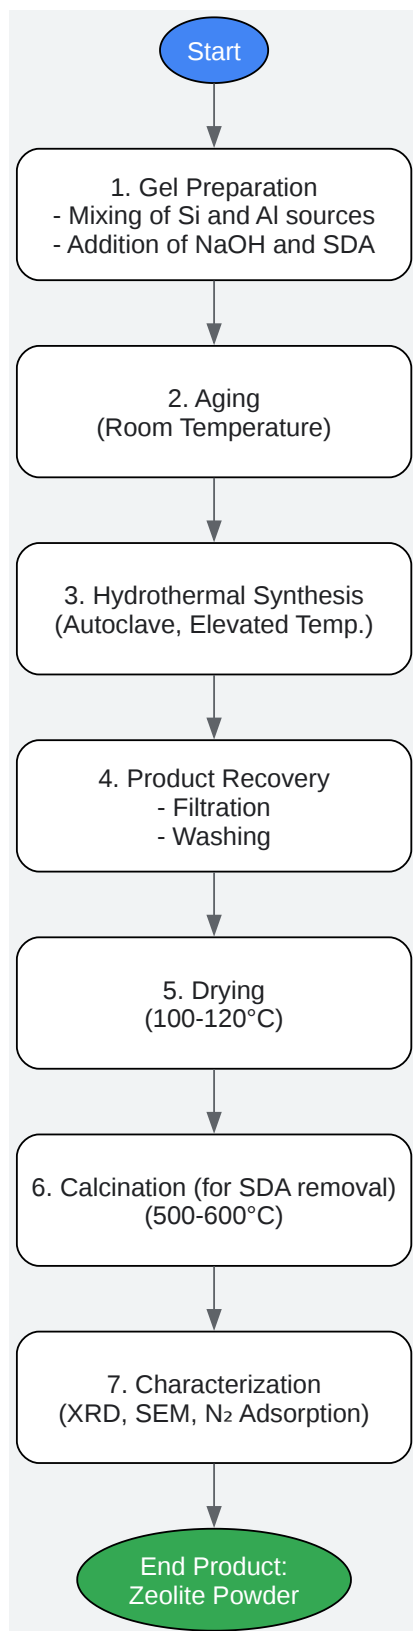 Start
1. Gel Preparation
- Mixing of Si and Al sources
- Addition of NaOH and SDA
2. Aging
(Room Temperature)
3. Hydrothermal Synthesis
(Autoclave, Elevated Temp.)
4. Product Recovery
- Filtration
- Washing
5. Drying
(100-120°C)
6. Calcination (for SDA removal)
(500-600°C)
7. Characterization
(XRD, SEM, N₂ Adsorption)
End Product:
Zeolite Powder